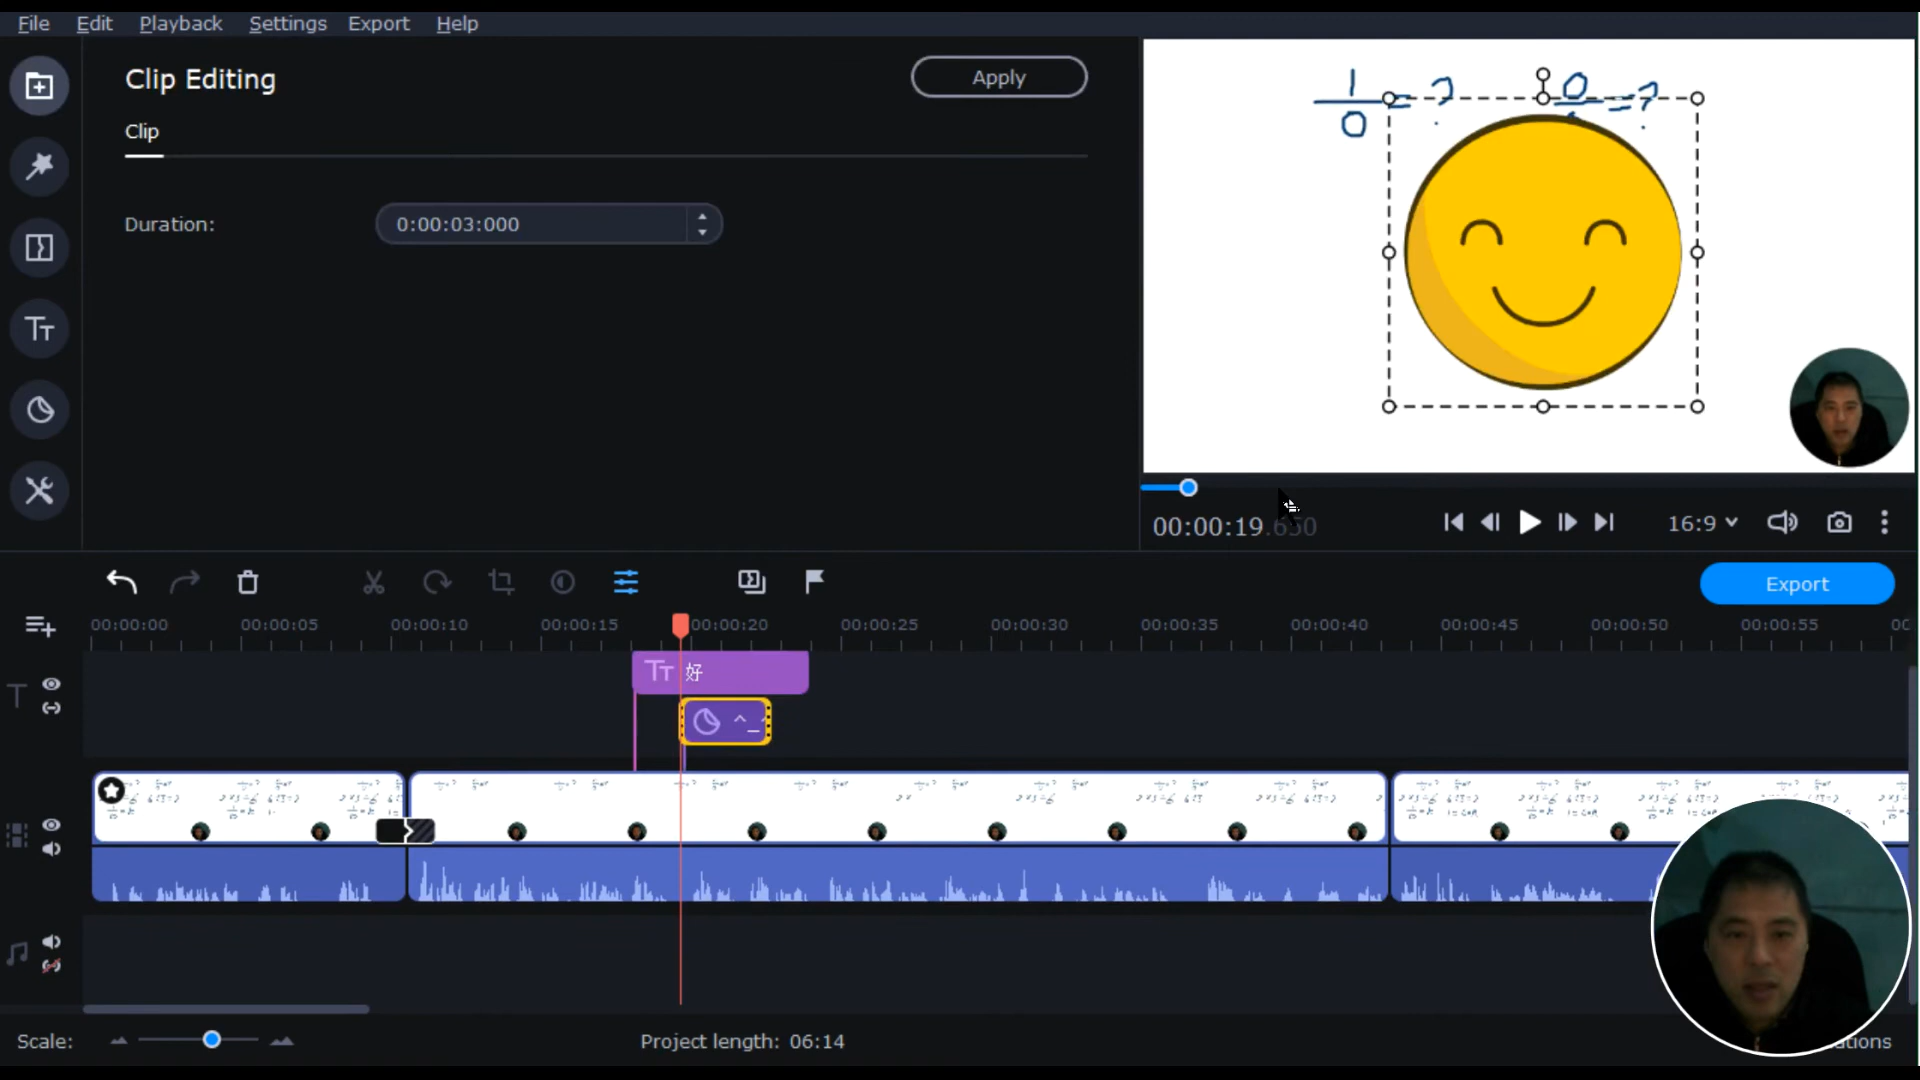 File Edit Playback Settings Export Help
Clip Editing
Apply
Clip
Duration:
0:00:03:000
1/0 = ?
= ?
00:00:19.650
16:9
Export
00:00:00 00:00:05 00:00:10 00:00:15 00:00:20 00:00:25 00:00:30 00:00:35 00:00:40 00:00:45 00:00:50 00:00:55
Tт 好
^_
Scale:
Project length: 06:14